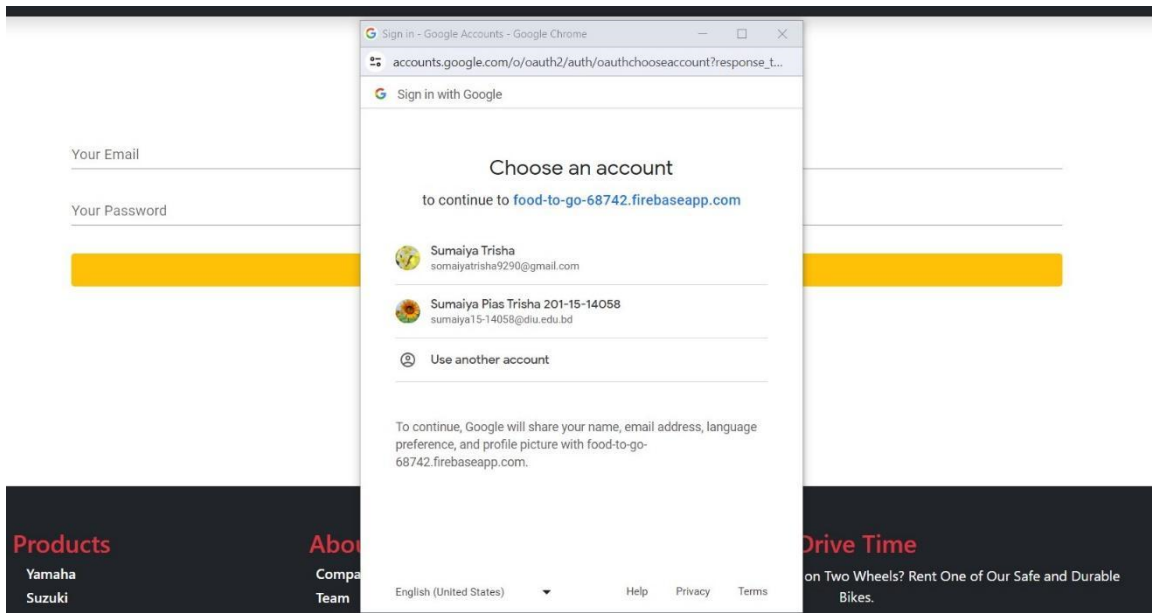 Sign in - Google Accounts - Google Chrome
accounts.google.com/o/oauth2/auth/oauthchooseaccount?response_t...
Sign in with Google
Your Email
Your Password
Choose an account
to continue to food-to-go-68742.firebaseapp.com
Sumaiya Trisha
somaiyatrisha9290@gmail.com
Sumaiya Pias Trisha 201-15-14058
sumaiya15-14058@diu.edu.bd
Use another account
To continue, Google will share your name, email address, language
preference, and profile picture with food-to-go-
68742.firebaseapp.com.
English (United States)
Help Privacy Terms
Products
Yamaha
Suzuki
Abou
Compa
Team
Drive Time
on Two Wheels? Rent One of Our Safe and Durable
Bikes.